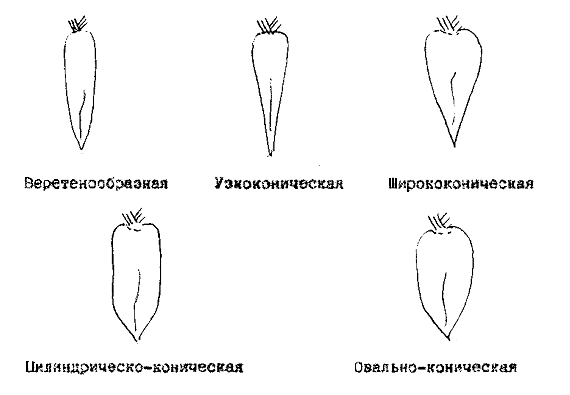 Веретенообразная
Узкоконическая
Ширококоническая
Цилиндрическо-коническая
Овально-коническая